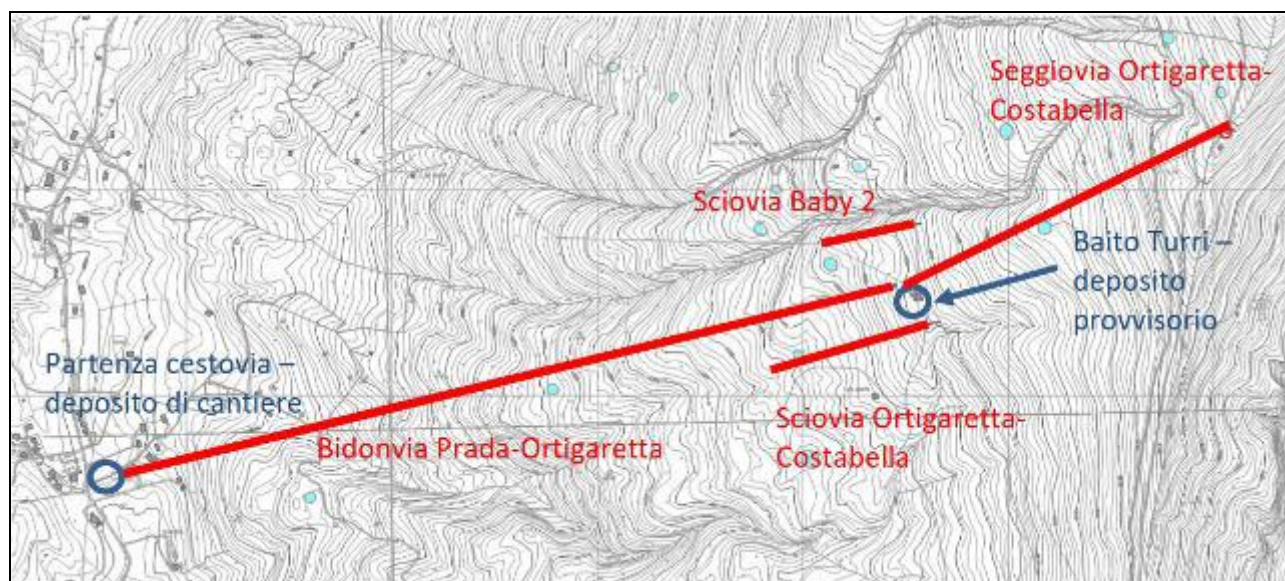 Seggiovia Ortigaretta-
Costabella
Sciovia Baby 2
Baito Turri –
deposito
provvisorio
Partenza cestovia –
deposito di cantiere
Bidonvia Prada-Ortigaretta
Sciovia Ortigaretta-
Costabella